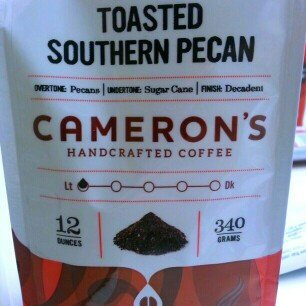 TOASTED
SOUTHERN PECAN
OVERTONE: Pecans | UNDERTONE: Sugar Cane | FINISH: Decadent
CAMERON'S
HANDCRAFTED COFFEE
Lt Dk
12 340
OUNCES GRAMS